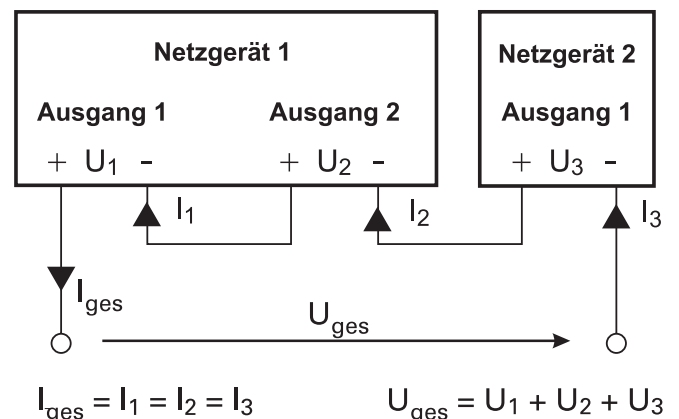 Netzgerät 1
Netzgerät 2
Ausgang 1
Ausgang 2
Ausgang 1
+ U1 -
+ U2 -
+ U3 -
I1
I2
I3
Iges
Uges
Iges = I1 = I2 = I3
Uges = U1 + U2 + U3